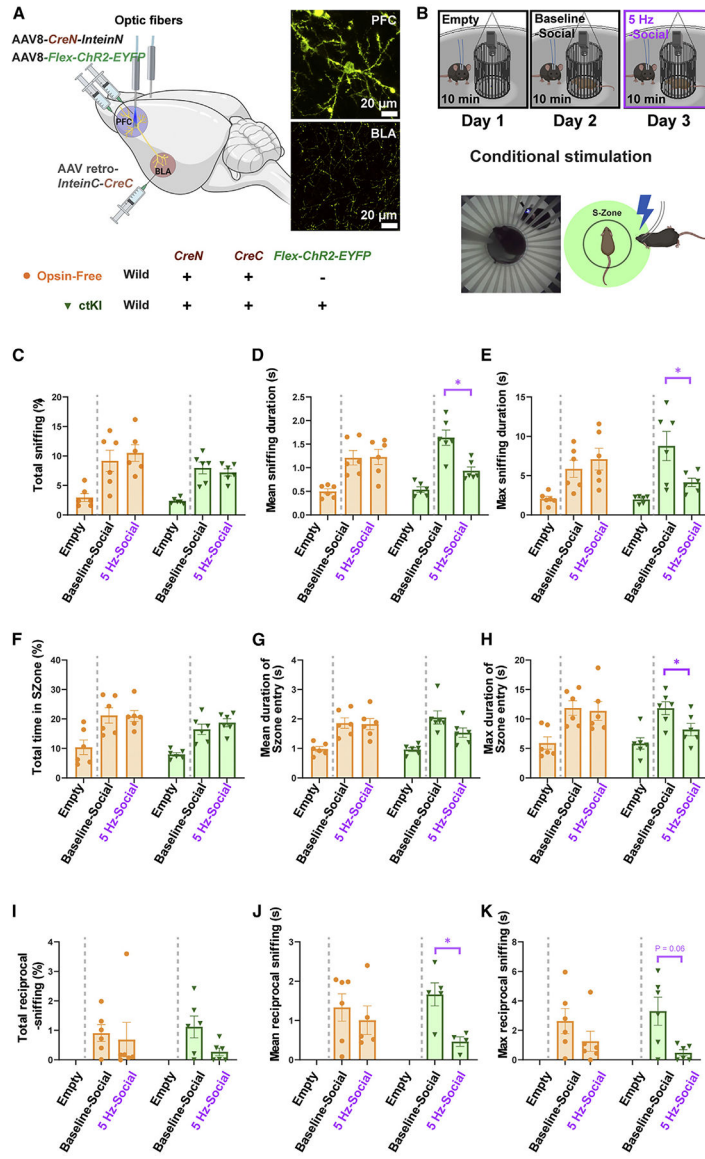 A
Optic fibers
AAV8-CreN-InteinN
AAV8-Flex-ChR2-EYFP
PFC
BLA
AAV retro-
InteinC-CreC
PFC
20 µm
BLA
20 µm
CreN CreC Flex-ChR2-EYFP
Opsin-Free Wild + + -
ctKI Wild + + +
B
Empty
10 min
Baseline
-Social
10 min
5 Hz
-Social
10 min
Day 1 Day 2 Day 3
Conditional stimulation
S-Zone
C
Total sniffing (%)
20
15
10
5
0
Empty
Baseline-Social
5 Hz-Social
Empty
Baseline-Social
5 Hz-Social
D
Mean sniffing duration (s)
3
2
1
0
*
Empty
Baseline-Social
5 Hz-Social
Empty
Baseline-Social
5 Hz-Social
E
Max sniffing duration (s)
15
10
5
0
*
Empty
Baseline-Social
5 Hz-Social
Empty
Baseline-Social
5 Hz-Social
F
Total time in SZone (%)
40
30
20
10
0
Empty
Baseline-Social
5 Hz-Social
Empty
Baseline-Social
5 Hz-Social
G
Mean duration of
Szone entry (s)
4
3
2
1
0
Empty
Baseline-Social
5 Hz-Social
Empty
Baseline-Social
5 Hz-Social
H
Max duration of
Szone entry (s)
20
15
10
5
0
*
Empty
Baseline-Social
5 Hz-Social
Empty
Baseline-Social
5 Hz-Social
I
Total reciprocal
-sniffing (%)
4
3
2
1
0
Empty
Baseline-Social
5 Hz-Social
Empty
Baseline-Social
5 Hz-Social
J
Mean reciprocal sniffing (s)
3
2
1
0
*
Empty
Baseline-Social
5 Hz-Social
Empty
Baseline-Social
5 Hz-Social
K
Max reciprocal sniffing (s)
8
6
4
2
0
P = 0.06
Empty
Baseline-Social
5 Hz-Social
Empty
Baseline-Social
5 Hz-Social